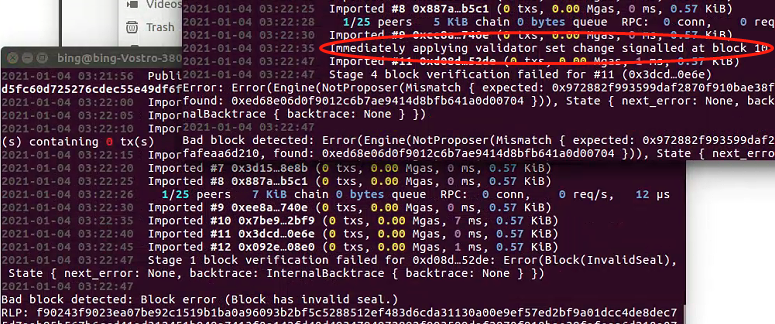 Videos
Trash
2021-01-04 03:22:25 Imported #8 0x887a…b5c1 (0 txs, 0.00 Mgas, 0 ms, 0.57 KiB)
2021-01-04 03:22:28 1/25 peers 5 KiB chain 0 bytes queue RPC: 0 conn, 0 req
2021-01-04 03:22:30 Imported #9 0xee8a…740e (0 txs, 0.00 Mgas, 0 ms, 0.57 KiB)
2021-01-04 03:22:35 Immediately applying validator set change signalled at block 10
2021-01-04 03:22:47 Imported #11 0xd08d…52de (0 txs, 0.00 Mgas, 1 ms, 0.57 KiB)
2021-01-04 03:22:47 Stage 4 block verification failed for #11 (0x3dcd…0e6e)
Error: Error(Engine(NotProposer(Mismatch { expected: 0x972882f993599daf2870f910bae38f
found: 0xed68e06d0f9012c6b7ae9414d8bfb641a0d00704 })), State { next_error: None, back
nalBacktrace { backtrace: None } })
2021-01-04 03:22:47
Bad block detected: Error(Engine(NotProposer(Mismatch { expected: 0x972882f993599daf2
fafeaa6d210, found: 0xed68e06d0f9012c6b7ae9414d8bfb641a0d00704 })), State { next_erro
bing@bing-Vostro-380
2021-01-04 03:21:56 Publi
d5fc60d725276cdec55e49df6f
2021-01-04 03:22:00 Impor
2021-01-04 03:22:05 Impor
2021-01-04 03:22:10 Impor
(s) containing 0 tx(s)
2021-01-04 03:22:15 Import
2021-01-04 03:22:20 Imported #7 0x3d15…8e8b (0 txs, 0.00 Mgas, 0 ms, 0.57 KiB)
2021-01-04 03:22:25 Imported #8 0x887a…b5c1 (0 txs, 0.00 Mgas, 0 ms, 0.57 KiB)
2021-01-04 03:22:26 1/25 peers 7 KiB chain 0 bytes queue RPC: 0 conn, 0 req/s, 12 µs
2021-01-04 03:22:30 Imported #9 0xee8a…740e (0 txs, 0.00 Mgas, 0 ms, 0.57 KiB)
2021-01-04 03:22:35 Imported #10 0x7be9…2bf9 (0 txs, 0.00 Mgas, 7 ms, 0.57 KiB)
2021-01-04 03:22:40 Imported #11 0x3dcd…0e6e (0 txs, 0.00 Mgas, 0 ms, 0.57 KiB)
2021-01-04 03:22:45 Imported #12 0x092e…08e0 (0 txs, 0.00 Mgas, 1 ms, 0.57 KiB)
2021-01-04 03:22:47 Stage 1 block verification failed for 0xd08d…52de: Error(Block(InvalidSeal),
State { next_error: None, backtrace: InternalBacktrace { backtrace: None } })
2021-01-04 03:22:47
Bad block detected: Block error (Block has invalid seal.)
RLP: f90243f9023ea07be92c1519b1ba0a96093b2bf5c5288512ef483d6cda31130a00e9ef57ed2bf9a01dcc4de8dec7